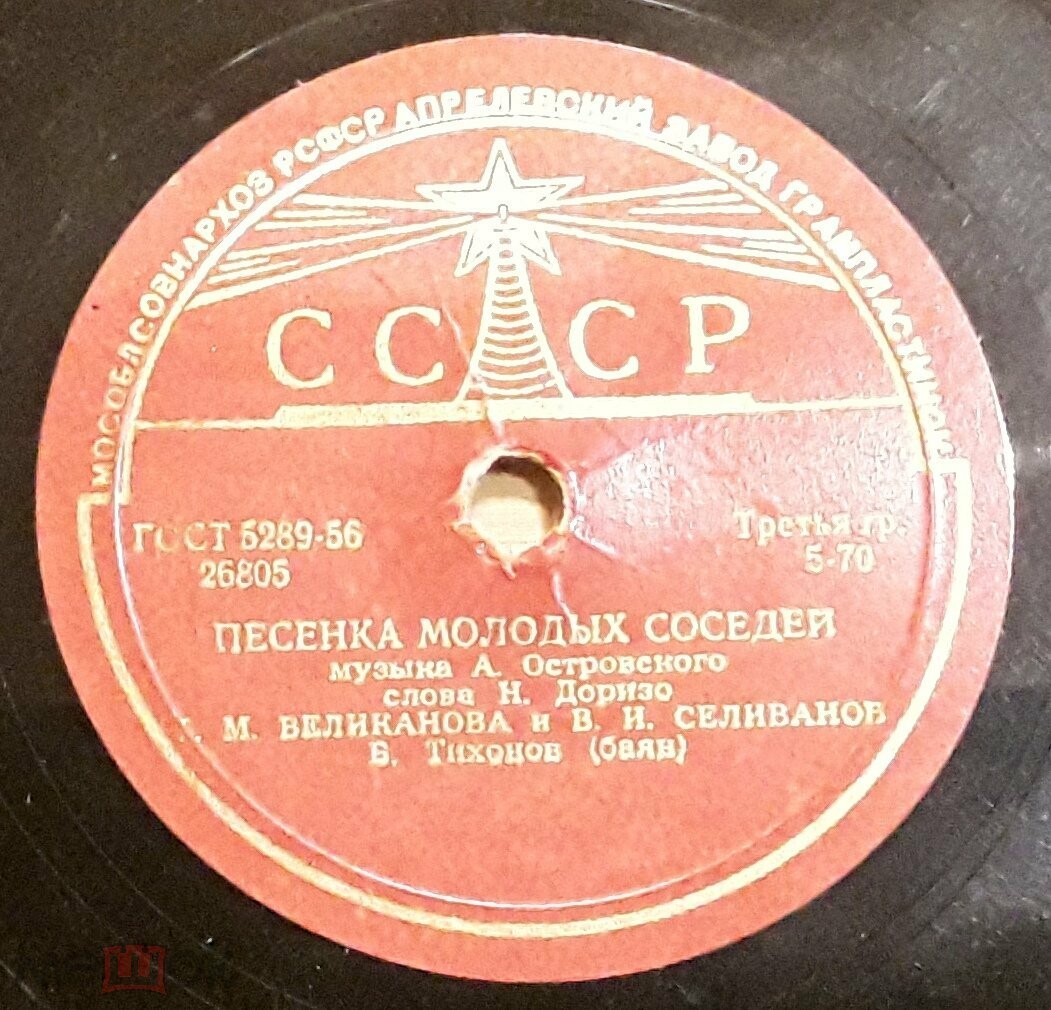 МОСОБЛСОВНАРХОЗ РСФСР АПРЕЛЕВСКИЙ ЗАВОД ГРАМПЛАСТИНОК
СССР
ГОСТ 5289-56
26805
Третья гр.
5-70
ПЕСЕНКА МОЛОДЫХ СОСЕДЕЙ
музыка А. Островского
слова Н. Доризо
М. ВЕЛИКАНОВА и В. И. СЕЛИВАНОВ
Б. Тихонов (баян)